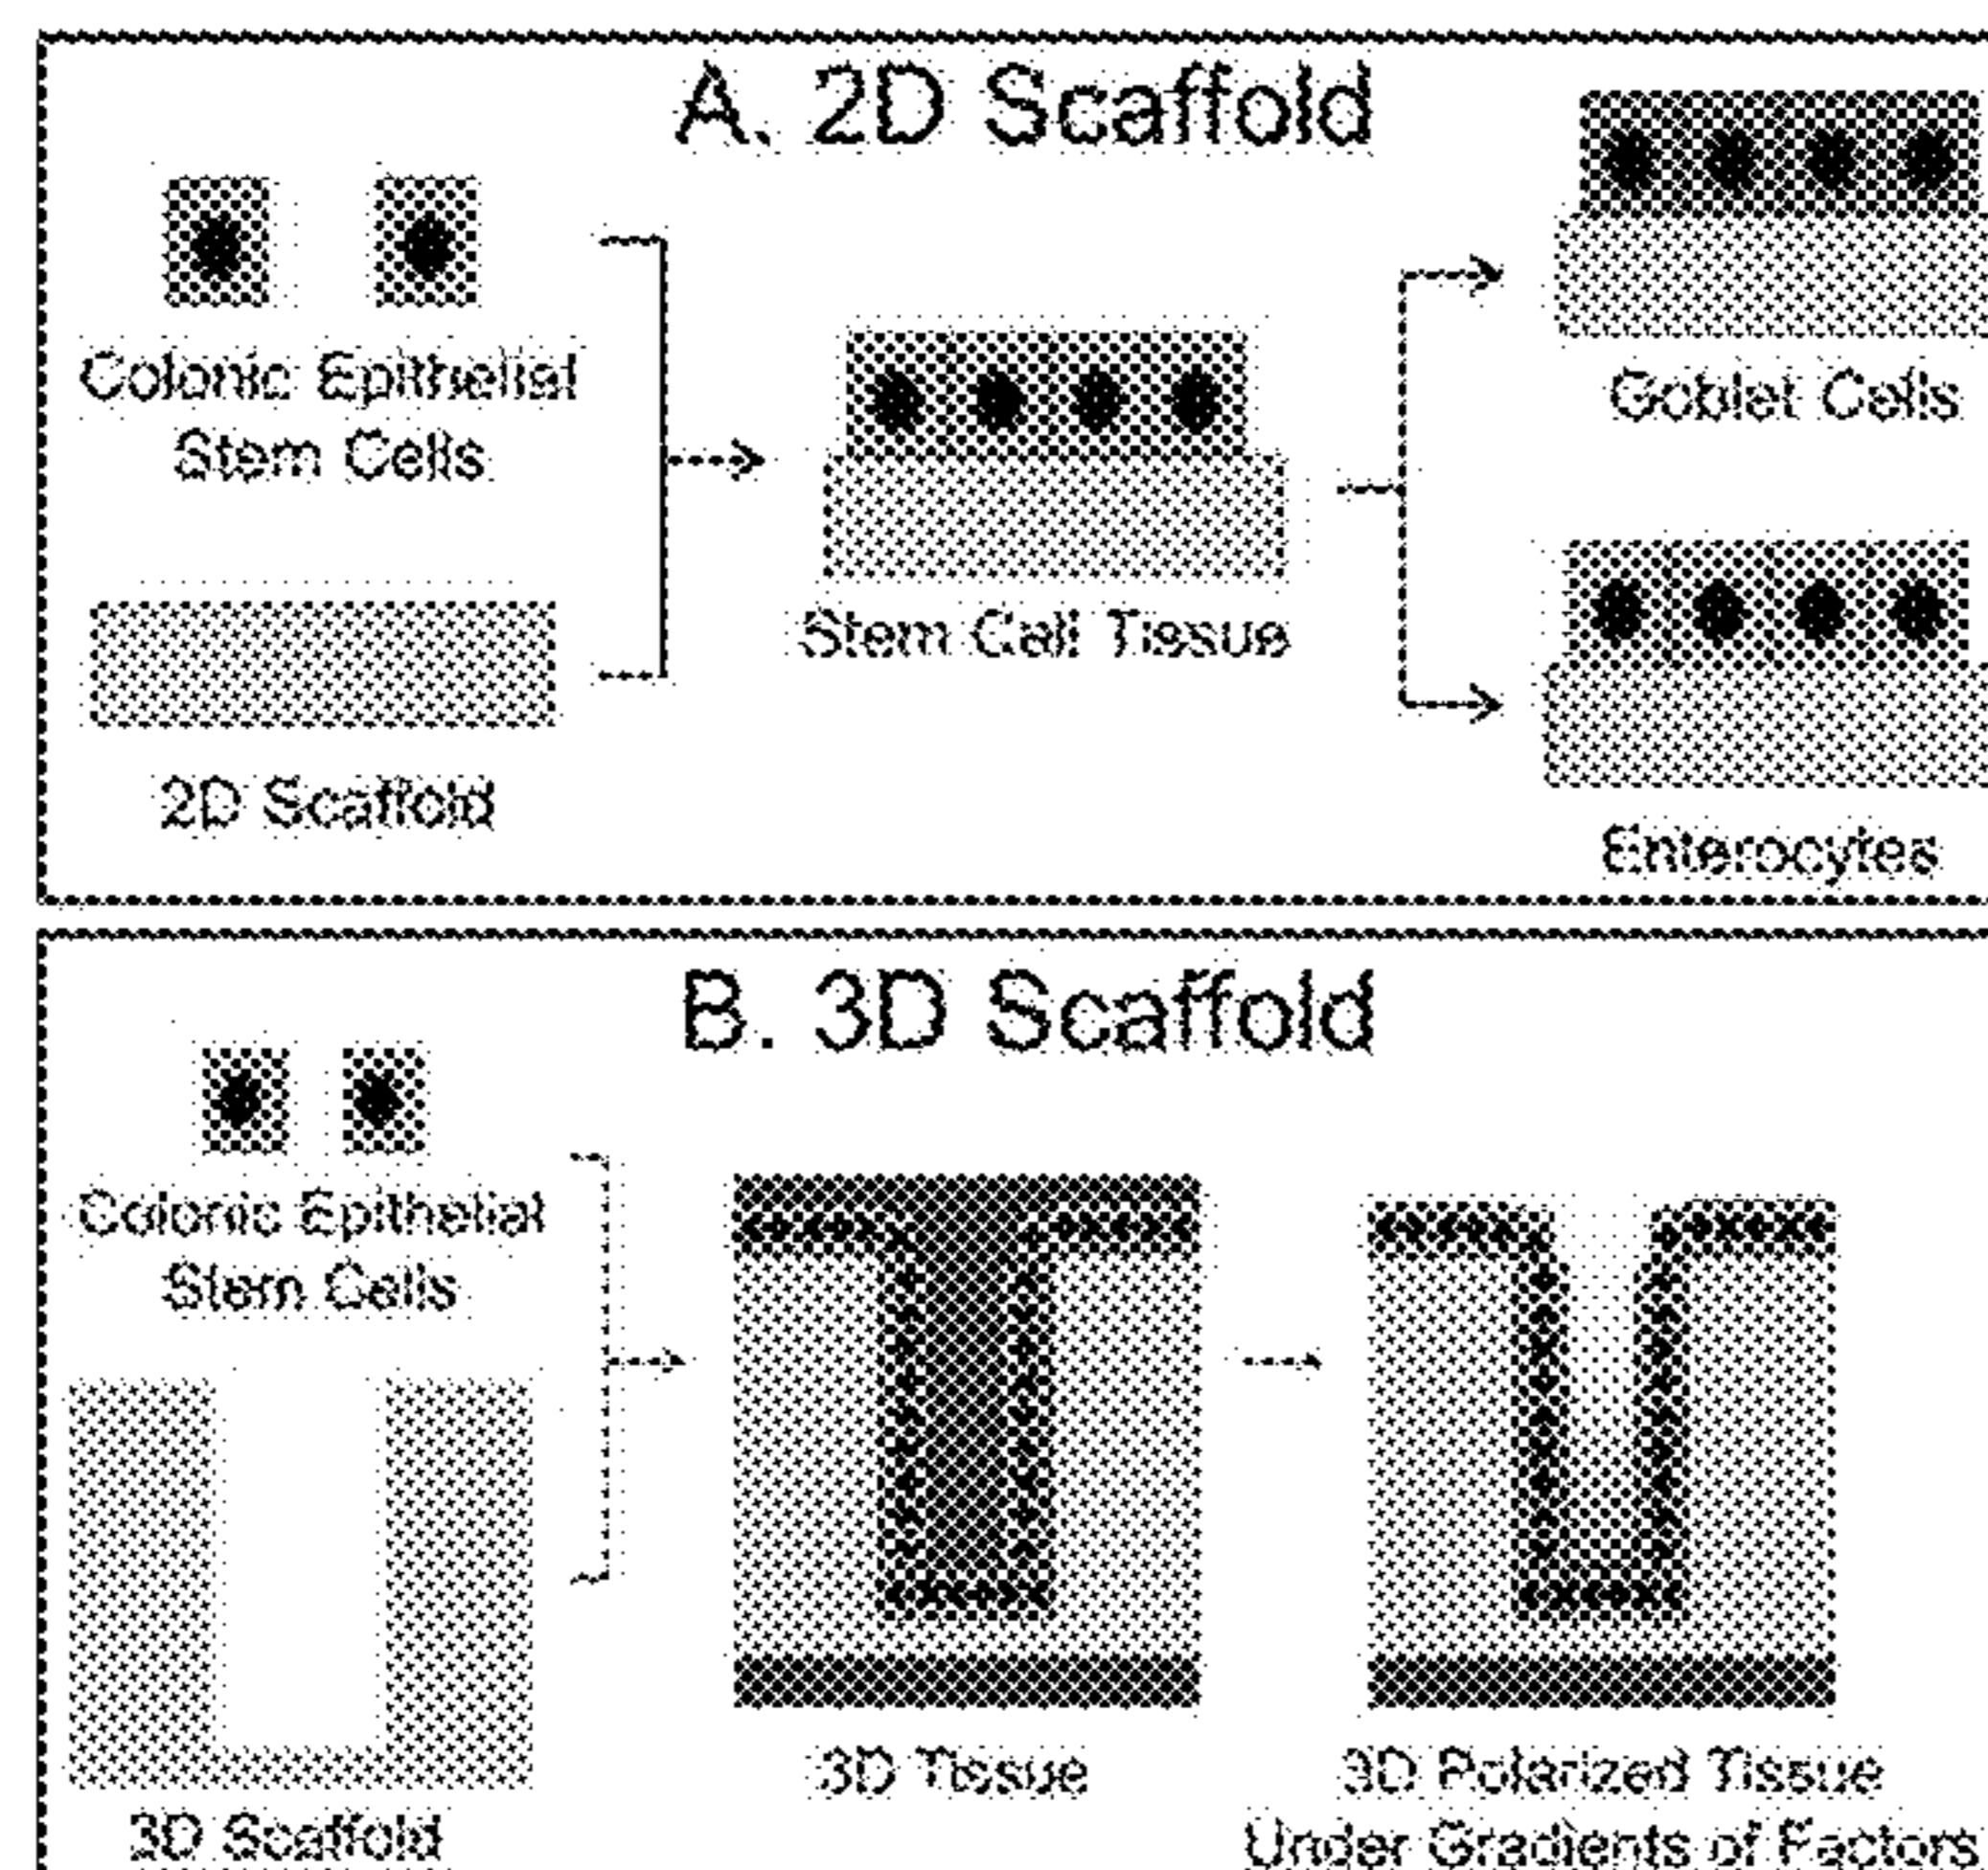 A. 2D Scaffold
Colonic Epithelial
Stem Cells
2D Scaffold
Stem Cell Tissue
Goblet Cells
Enterocytes
B. 3D Scaffold
Colonic Epithelial
Stem Cells
3D Scaffold
3D Tissue
3D Polarized Tissue
Under Gradients of Factors